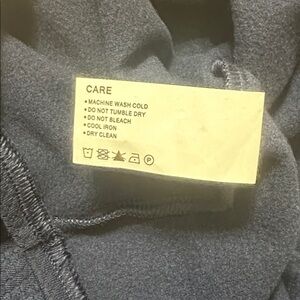 CARE
•MACHINE WASH COLD
•DO NOT TUMBLE DRY
•DO NOT BLEACH
•COOL IRON
•DRY CLEAN
P